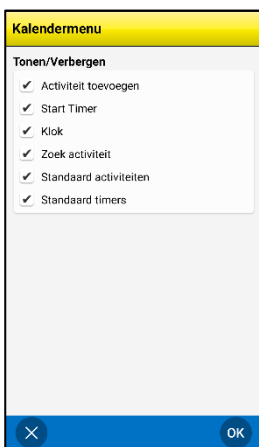 Kalendermenu
Tonen/Verbergen
Activiteit toevoegen
Start Timer
Klok
Zoek activiteit
Standaard activiteiten
Standaard timers
OK